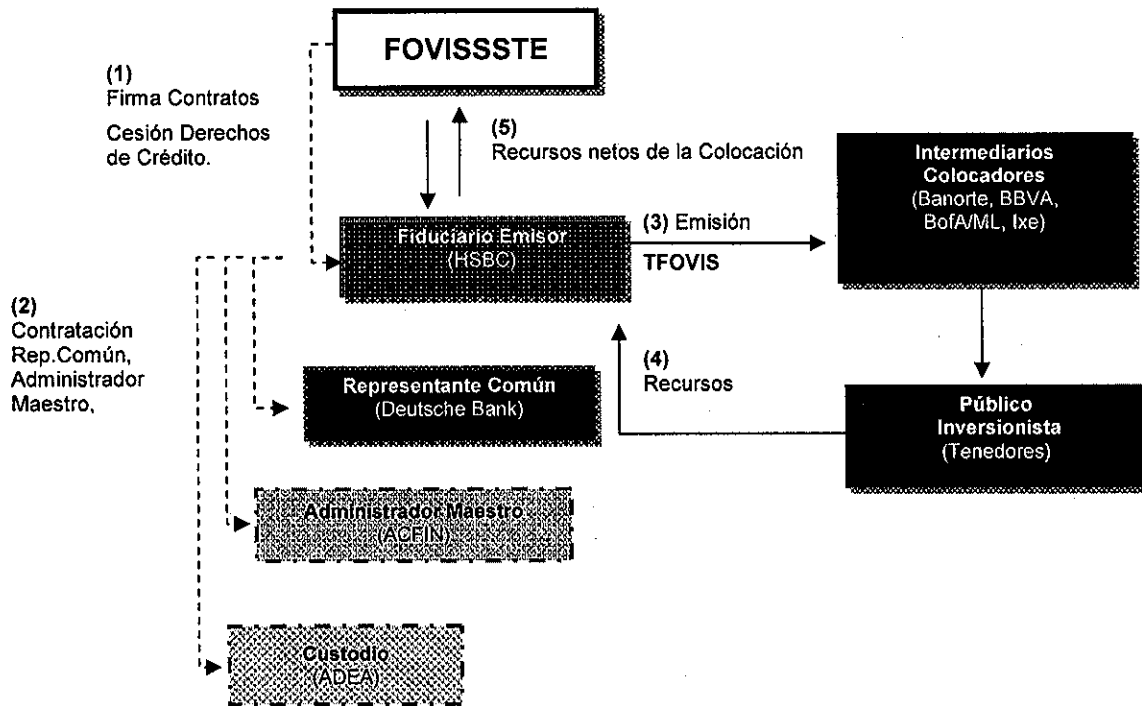 FOVISSSTE
(1)
Firma Contratos
Cesión Derechos
de Crédito.
(5)
Recursos netos de la Colocación
Intermediarios
Colocadores
(Banorte, BBVA,
BofA/ML, Ixe)
Fiduciario Emisor
(HSBC)
(3) Emisión
TFOVIS
(2)
Contratación
Rep.Común,
Administrador
Maestro,
(4)
Recursos
Representante Común
(Deutsche Bank)
Público
Inversionista
(Tenedores)
Administrador Maestro
(ACFIN)
Custodio
(ADEA)